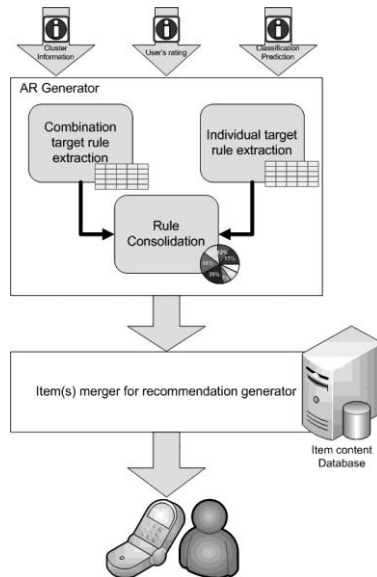 Cluster
Information
User's rating
Classification
Prediction
AR Generator
Combination
target rule
extraction
Individual target
rule extraction
Rule
Consolidation
Item(s) merger for recommendation generator
Item content
Database